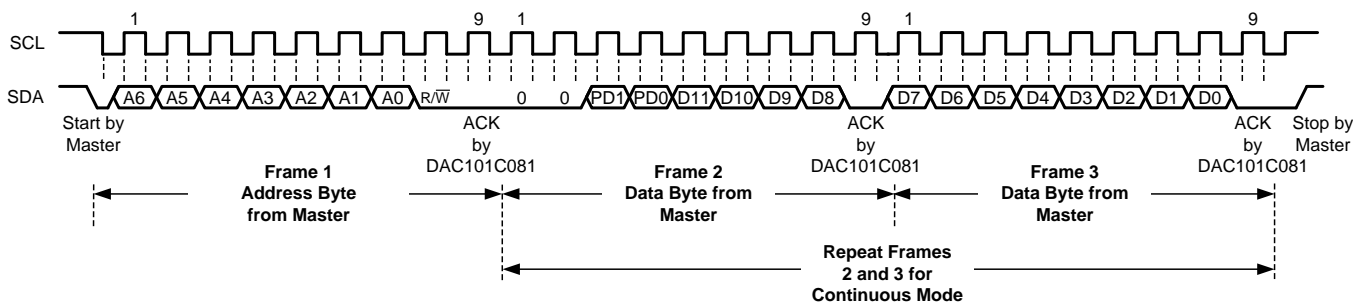 1 9 1 9 1 9
SCL
SDA A6 A5 A4 A3 A2 A1 A0 R/W̅ 0 0 PD1 PD0 D11 D10 D9 D8 D7 D6 D5 D4 D3 D2 D1 D0
Start by
Master
ACK
by
DAC101C081
ACK
by
DAC101C081
ACK
by
DAC101C081
Stop by
Master
Frame 1
Address Byte
from Master
Frame 2
Data Byte from
Master
Frame 3
Data Byte from
Master
Repeat Frames
2 and 3 for
Continuous Mode